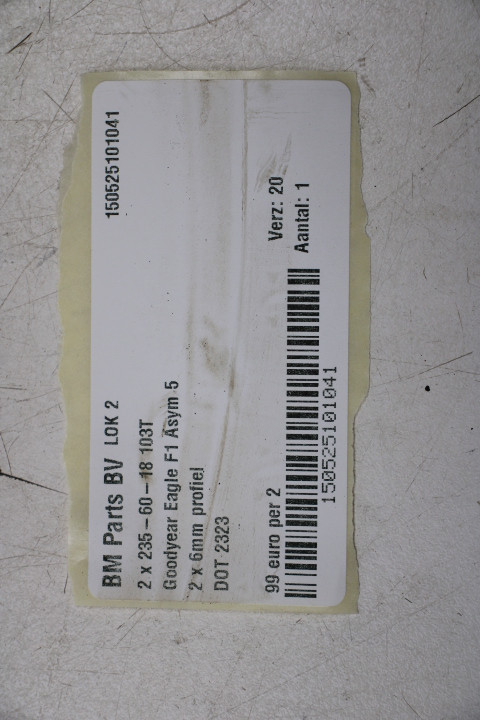 BM Parts BV LOK 2 150525101041
2 x 235-60-18 103T
Goodyear Eagle F1 Asym 5
2 x 6mm profiel
DOT 2323
99 euro per 2 Verz: 20
Aantal: 1
150525101041